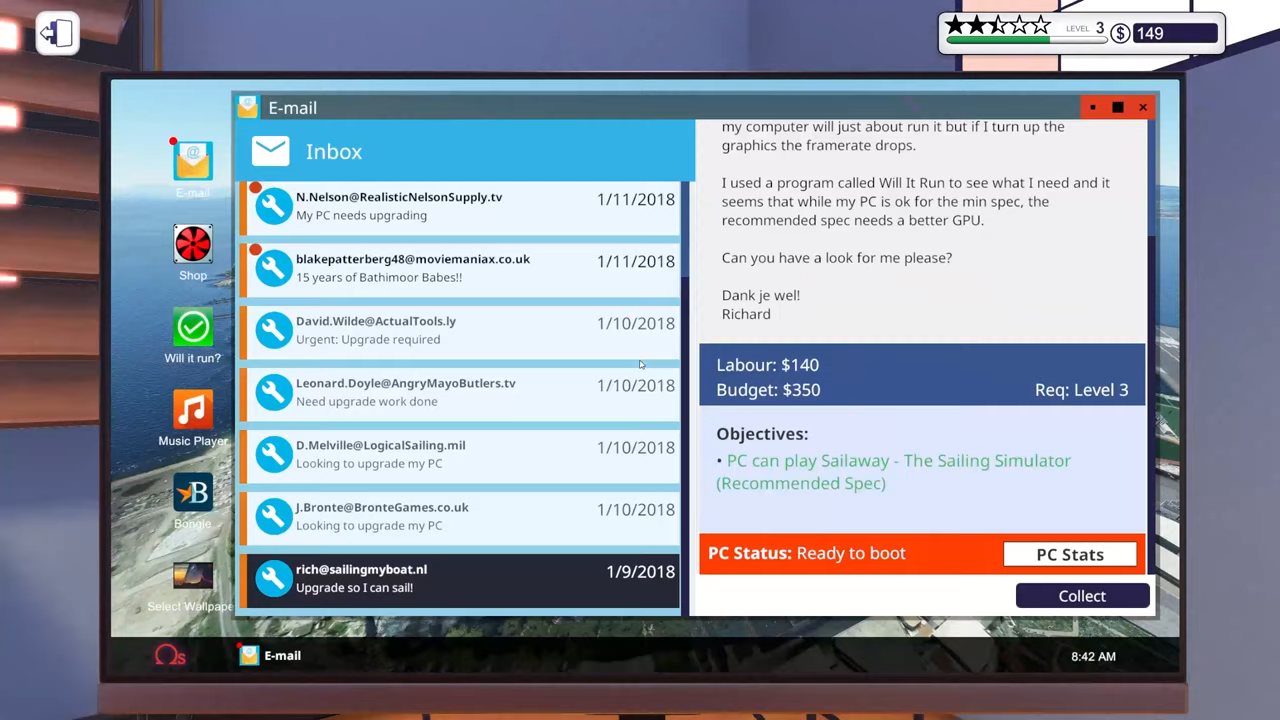 LEVEL 3
$ 149
E-mail
Inbox
E-mail
Shop
Will it run?
Music Player
B
Bongle
Select Wallpape
N.Nelson@RealisticNelsonSupply.tv
1/11/2018
My PC needs upgrading
blakepatterberg48@moviemaniax.co.uk
1/11/2018
15 years of Bathimoor Babes!!
David.Wilde@ActualTools.ly
1/10/2018
Urgent: Upgrade required
Leonard.Doyle@AngryMayoButlers.tv
1/10/2018
Need upgrade work done
D.Melville@LogicalSailing.mil
1/10/2018
Looking to upgrade my PC
J.Bronte@BronteGames.co.uk
1/10/2018
Looking to upgrade my PC
rich@sailingmyboat.nl
1/9/2018
Upgrade so I can sail!
my computer will just about run it but if I turn up the
graphics the framerate drops.
I used a program called Will It Run to see what I need and it
seems that while my PC is ok for the min spec, the
recommended spec needs a better GPU.
Can you have a look for me please?
Dank je wel!
Richard
Labour: $140
Budget: $350
Req: Level 3
Objectives:
• PC can play Sailaway - The Sailing Simulator
(Recommended Spec)
PC Status: Ready to boot
PC Stats
Collect
Ωs
E-mail
8:42 AM